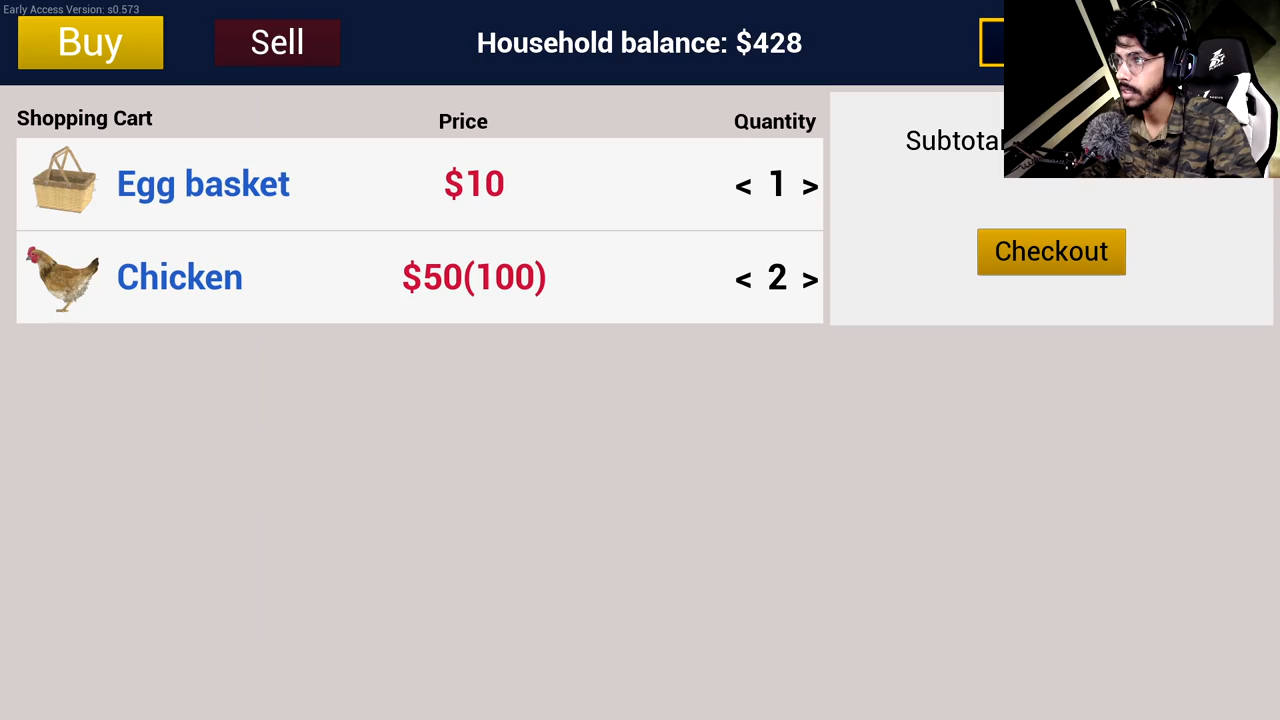 Early Access Version: s0.573
Buy
Sell
Household balance: $428
Shopping Cart
Price
Quantity
Subtotal
Egg basket
$10
< 1 >
Chicken
$50(100)
< 2 >
Checkout